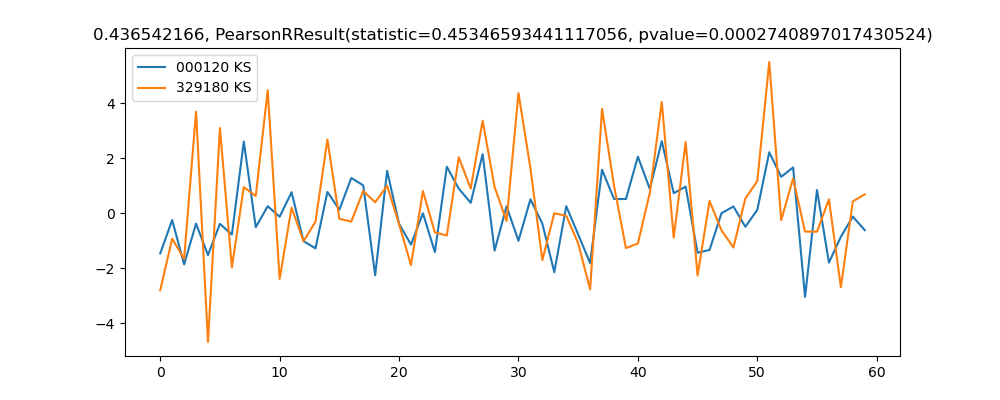 0.436542166, PearsonRResult(statistic=0.45346593441117056, pvalue=0.0002740897017430524)
000120 KS
329180 KS
4
2
0
−2
−4
0 10 20 30 40 50 60